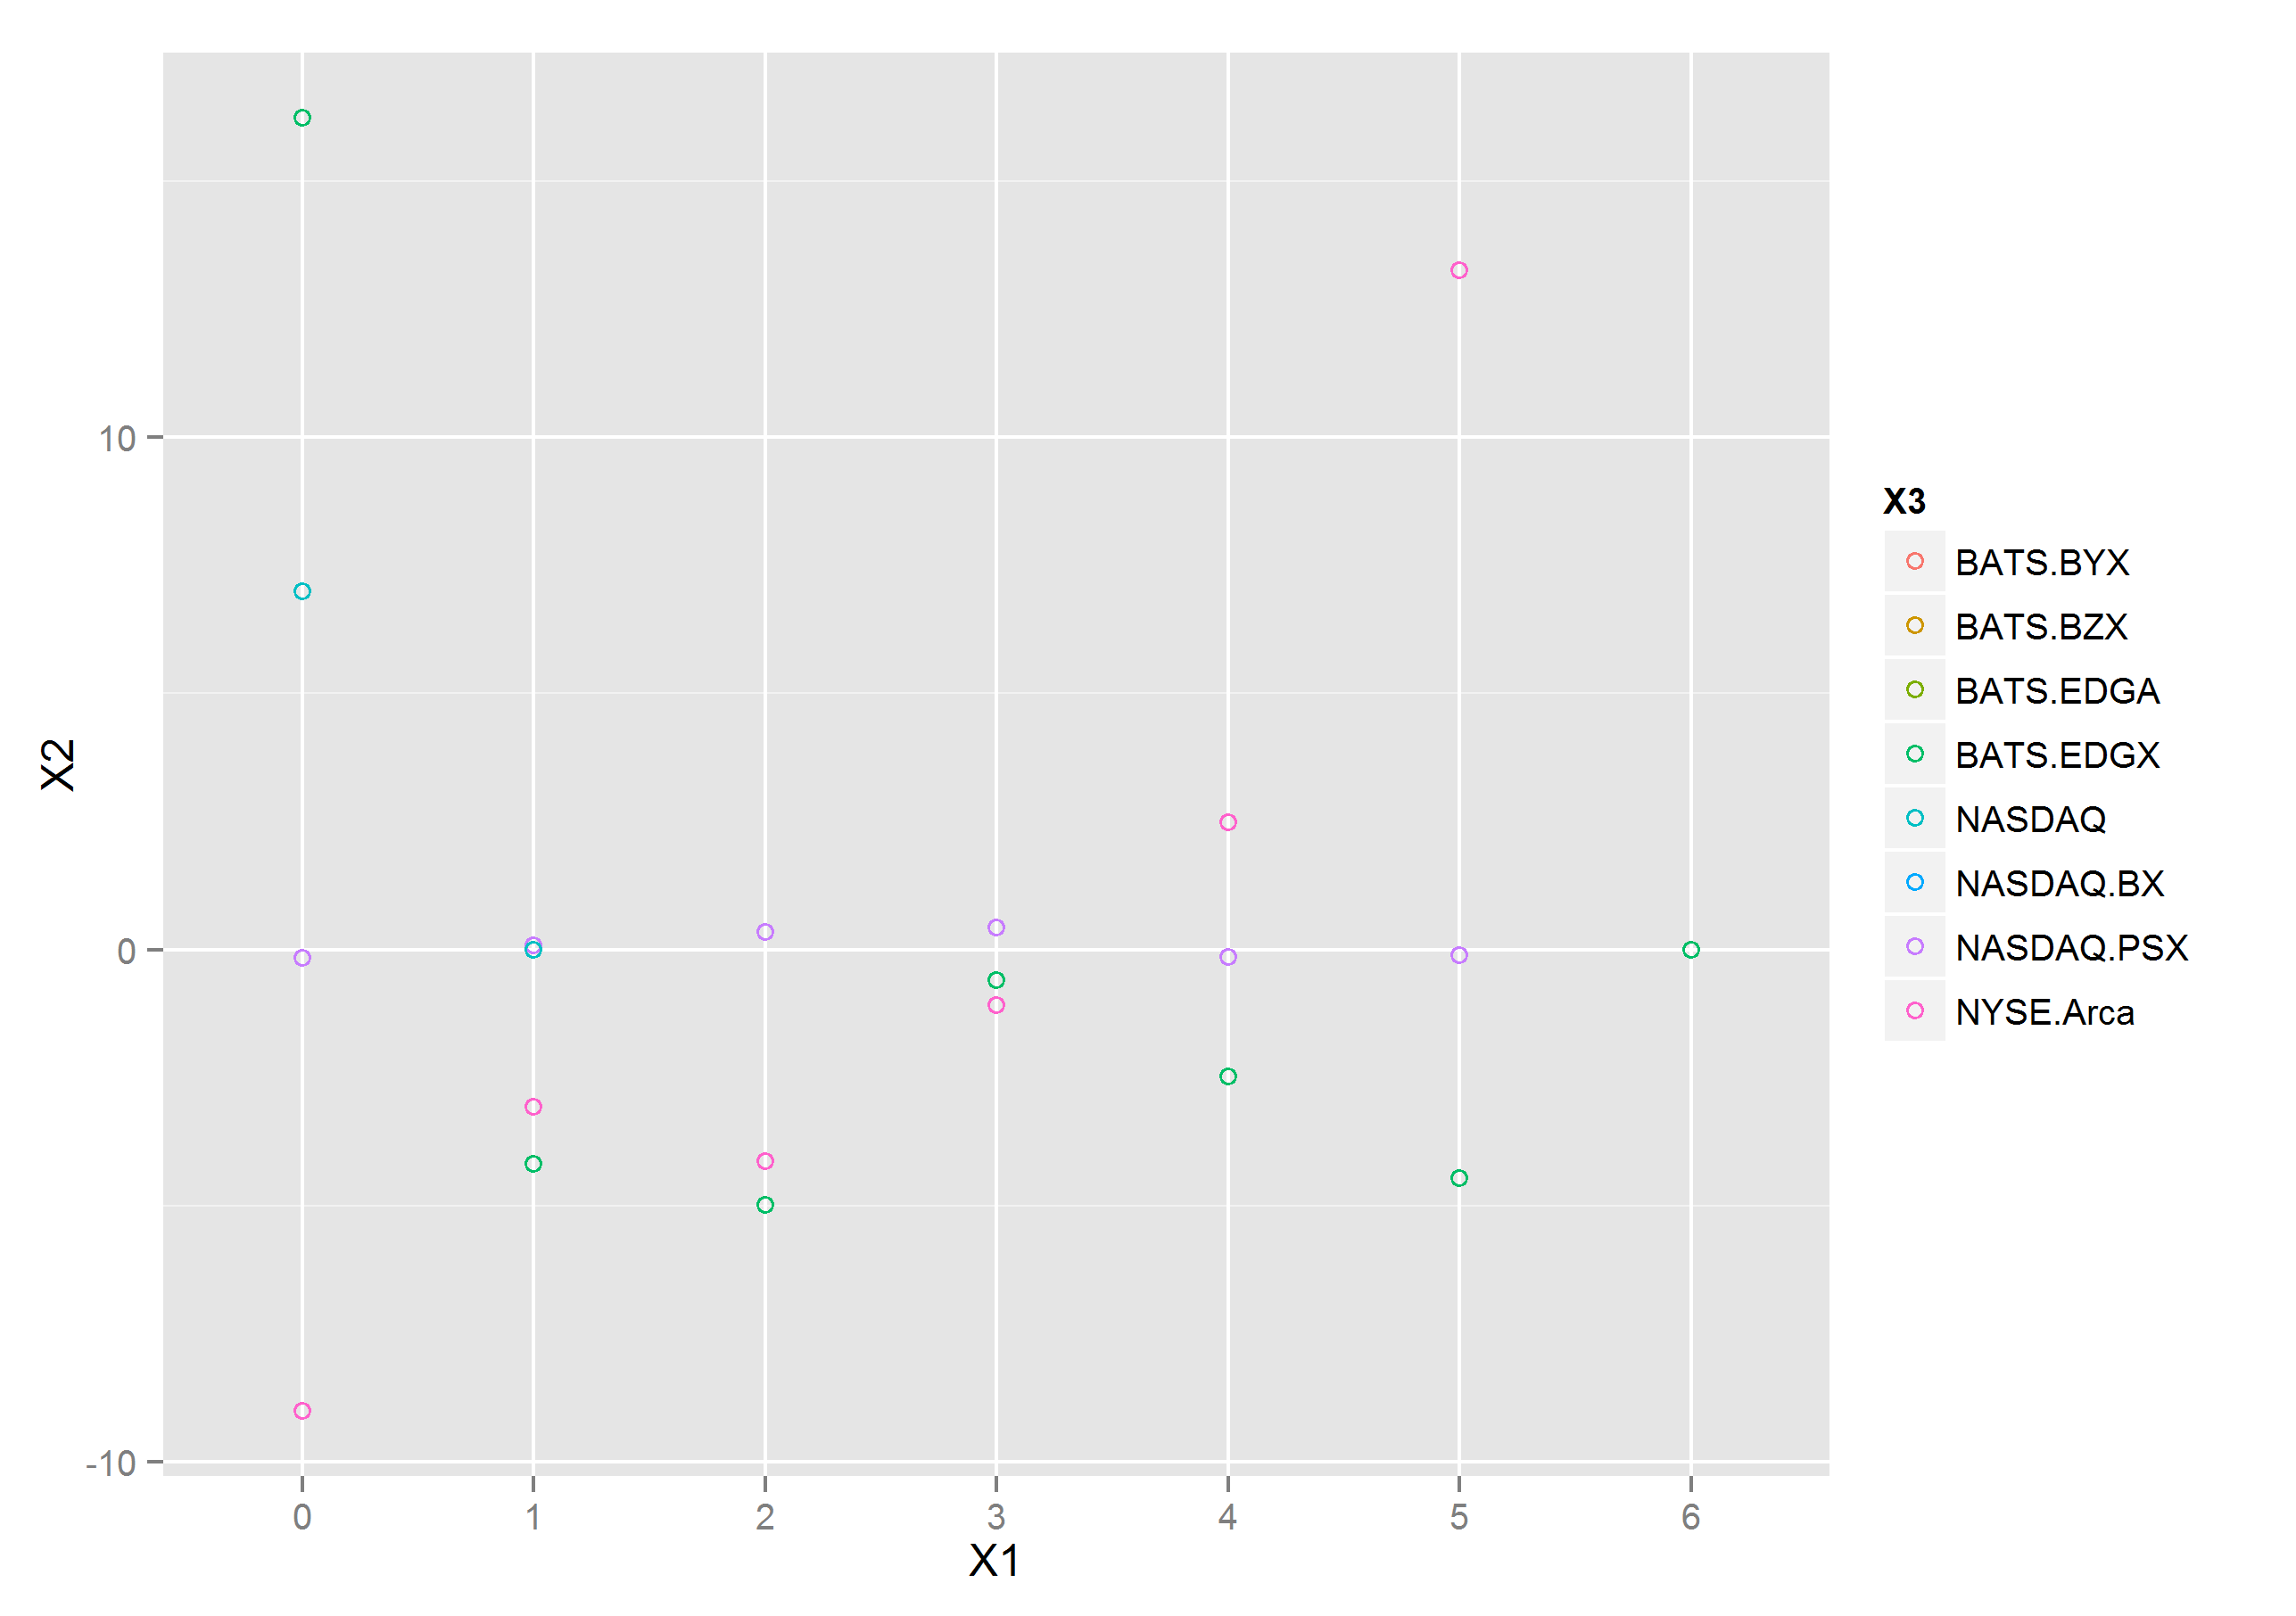 X2
10
0
-10
0 1 2 3 4 5 6
X1
X3
BATS.BYX
BATS.BZX
BATS.EDGA
BATS.EDGX
NASDAQ
NASDAQ.BX
NASDAQ.PSX
NYSE.Arca